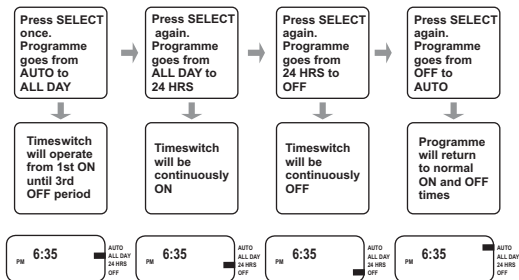 Press SELECT
once.
Programme
goes from
AUTO to
ALL DAY
Press SELECT
again.
Programme
goes from
ALL DAY to
24 HRS
Press SELECT
again.
Programme
goes from
24 HRS to
OFF
Press SELECT
again.
Programme
goes from
OFF to
AUTO
Timeswitch
will operate
from 1st ON
until 3rd
OFF period
Timeswitch
will be
continuously
ON
Timeswitch
will be
continuously
OFF
Programme
will return
to normal
ON and OFF
times
PM 6:35
AUTO
ALL DAY
24 HRS
OFF
PM 6:35
AUTO
ALL DAY
24 HRS
OFF
PM 6:35
AUTO
ALL DAY
24 HRS
OFF
PM 6:35
AUTO
ALL DAY
24 HRS
OFF